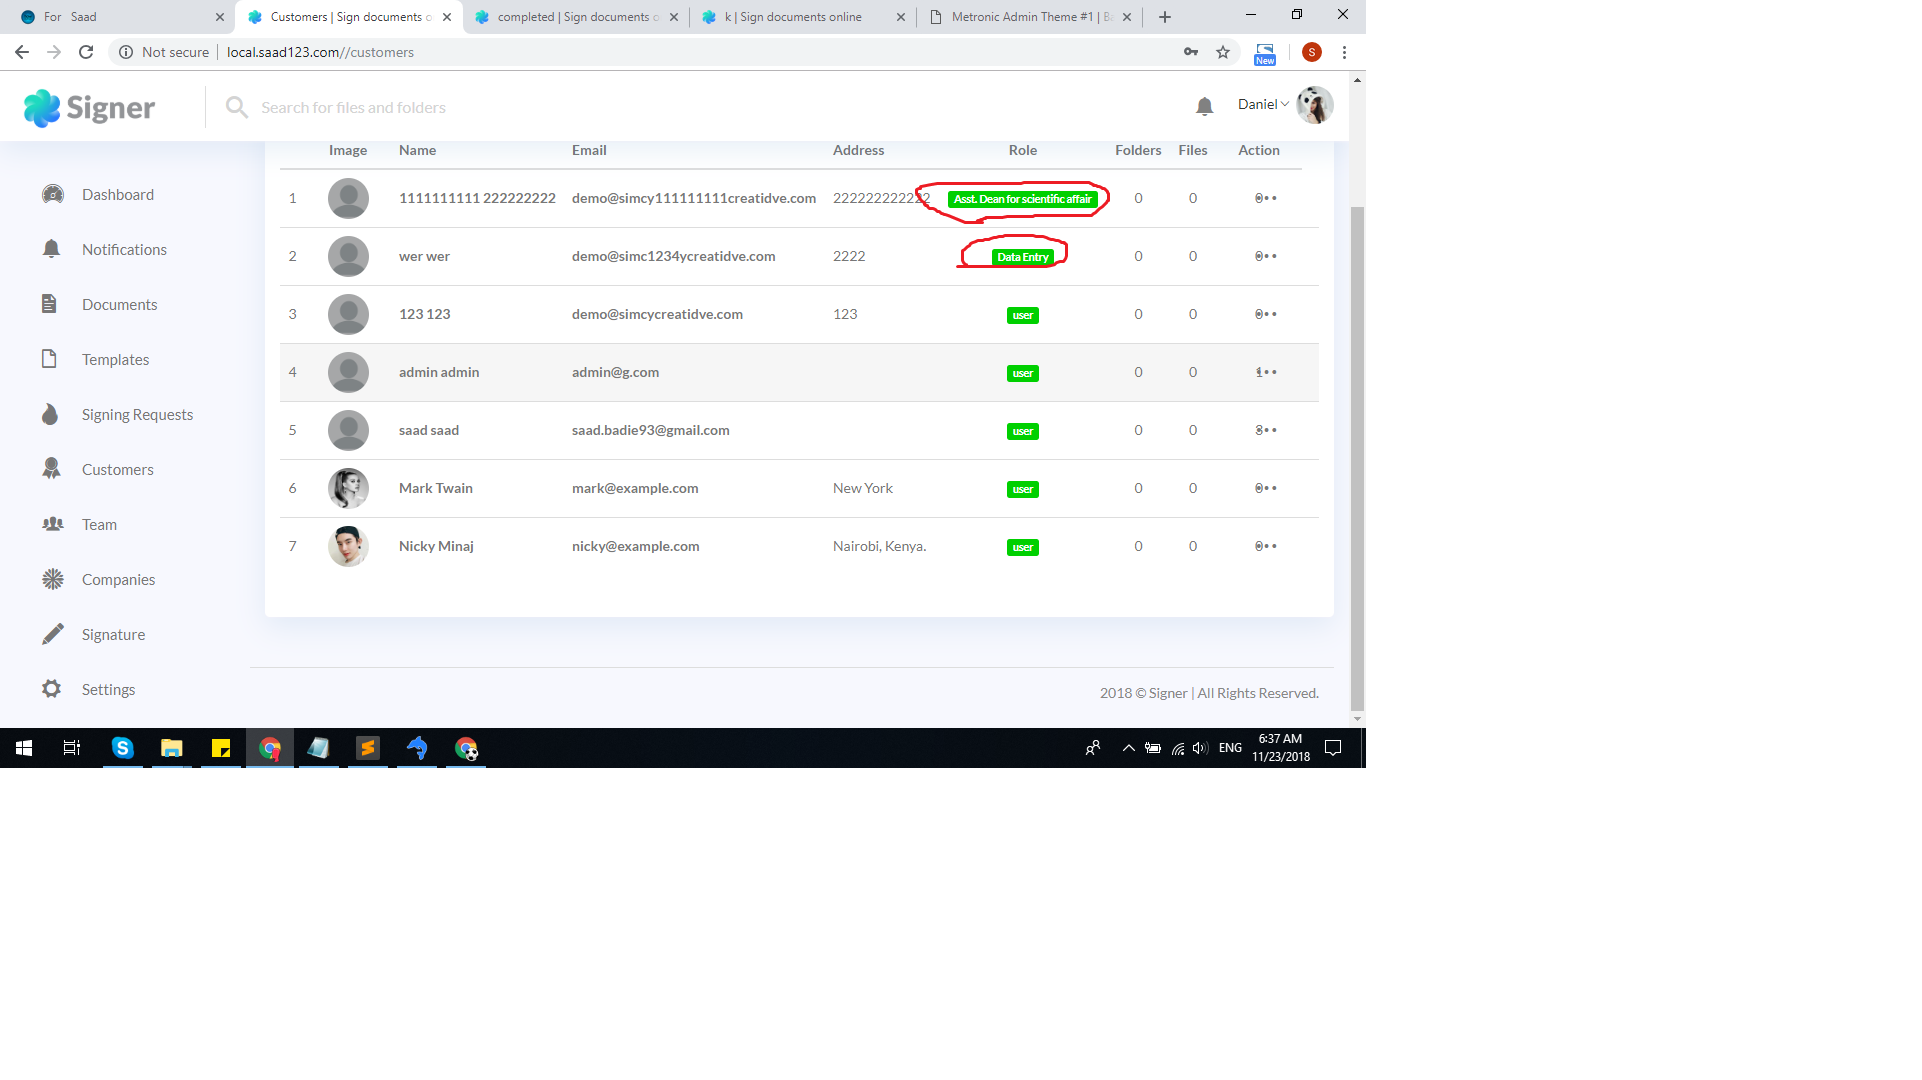 For Saad
Customers | Sign documents o
completed | Sign documents o
k | Sign documents online
Metronic Admin Theme #1 | Ba
Not secure
local.saad123.com//customers
New
S
Signer
Search for files and folders
Daniel
Image Name Email Address Role Folders Files Action
1 1111111111 222222222 demo@simcy111111111creatidve.com 222222222222 Asst. Dean for scientific affair 0 0 0
2 wer wer demo@simc1234ycreatidve.com 2222 Data Entry 0 0 0
3 123 123 demo@simcycreatidve.com 123 user 0 0 0
4 admin admin admin@g.com user 0 0 1
5 saad saad saad.badie93@gmail.com user 0 0
6 Mark Twain mark@example.com New York user 0 0 0
7 Nicky Minaj nicky@example.com Nairobi, Kenya. user 0 0 0
Dashboard
Notifications
Documents
Templates
Signing Requests
Customers
Team
Companies
Signature
Settings
2018 © Signer | All Rights Reserved.
ENG
6:37 AM
11/23/2018